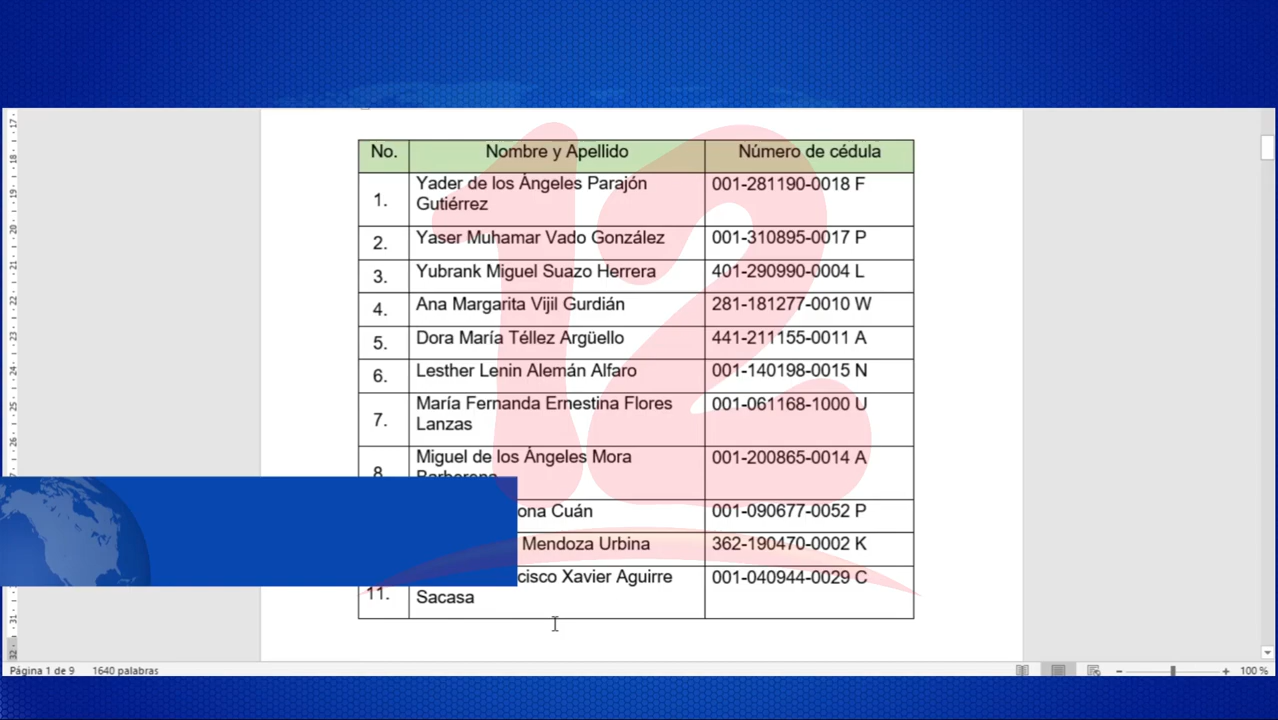 No. Nombre y Apellido Número de cédula
1. Yader de los Ángeles Parajón Gutiérrez 001-281190-0018 F
2. Yaser Muhamar Vado González 001-310895-0017 P
3. Yubrank Miguel Suazo Herrera 401-290990-0004 L
4. Ana Margarita Vijil Gurdián 281-181277-0010 W
5. Dora María Téllez Argüello 441-211155-0011 A
6. Lesther Lenin Alemán Alfaro 001-140198-0015 N
7. María Fernanda Ernestina Flores Lanzas 001-061168-1000 U
8. Miguel de los Ángeles Mora 001-200865-0014 A
Cuán 001-090677-0052 P
Mendoza Urbina 362-190470-0002 K
11. Xavier Aguirre Sacasa 001-040944-0029 C
12
Página 1 de 9 1640 palabras 100 %